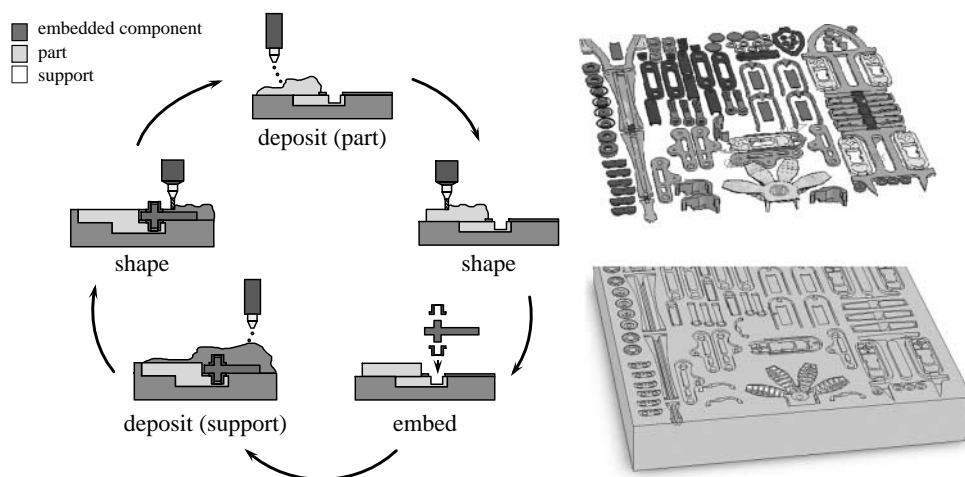 embedded component
part
support
deposit (part)
shape
shape
deposit (support)
embed